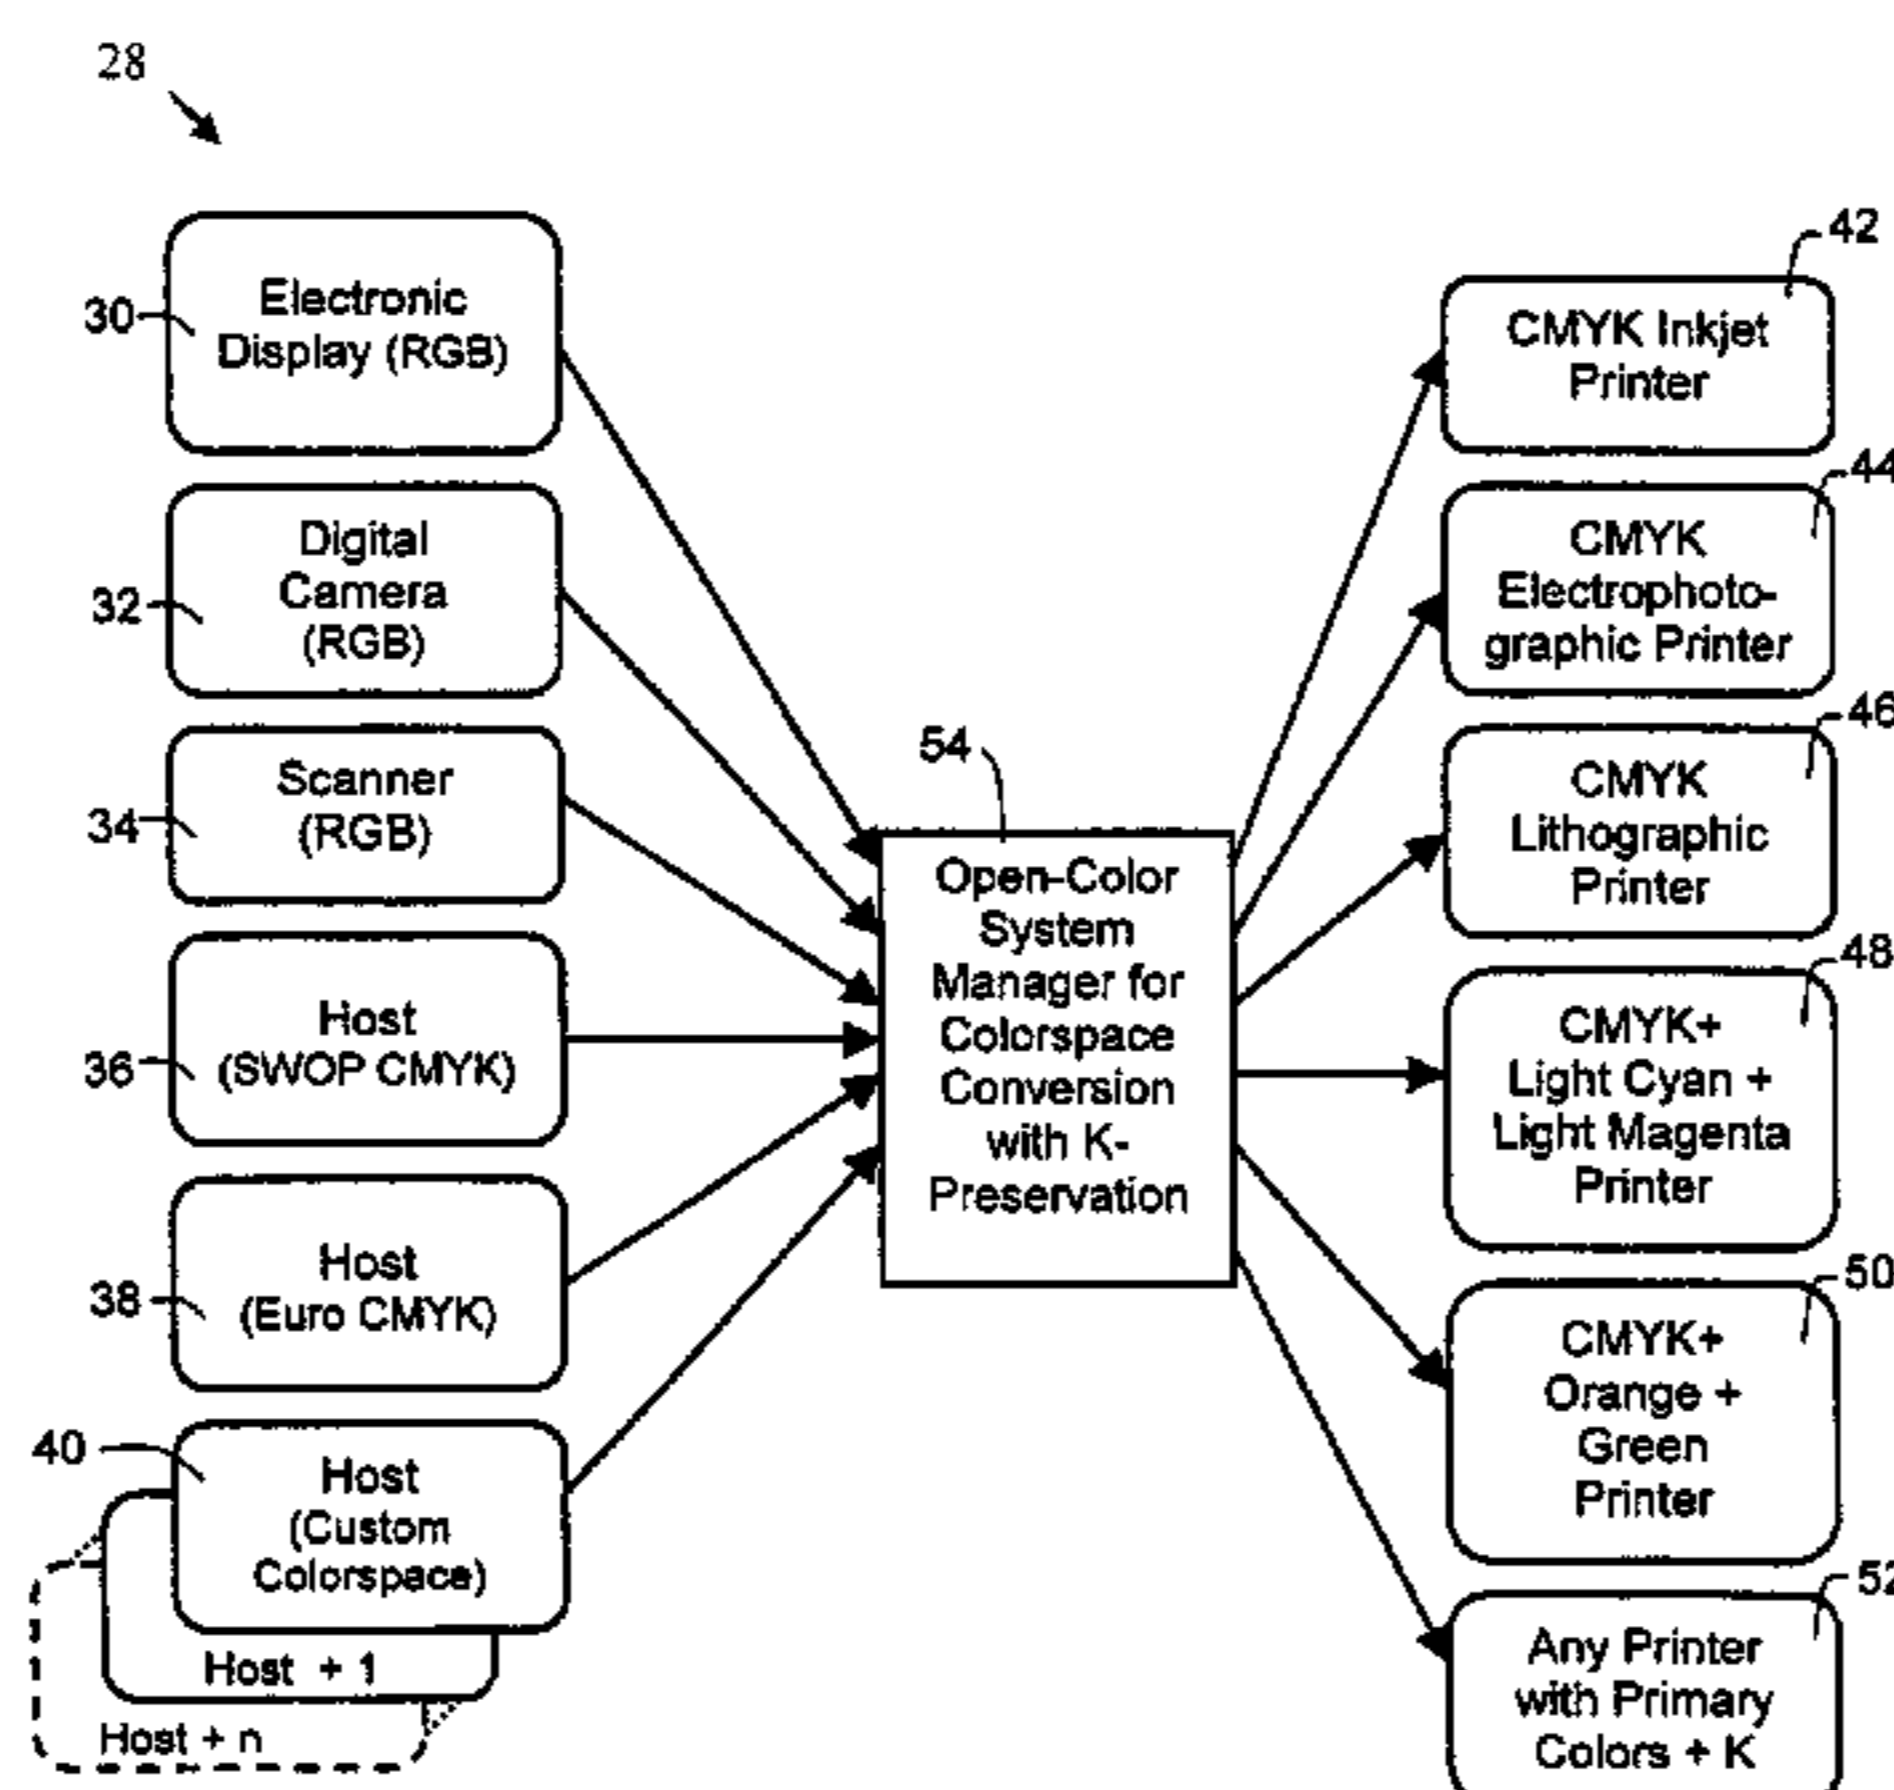 28
30
Electronic
Display (RGB)
32
Digital
Camera
(RGB)
34
Scanner
(RGB)
36
Host
(SWOP CMYK)
38
Host
(Euro CMYK)
40
Host
(Custom
Colorspace)
Host + 1
Host + n
54
Open-Color
System
Manager for
Colorspace
Conversion
with K-
Preservation
42
CMYK Inkjet
Printer
44
CMYK
Electrophoto-
graphic Printer
46
CMYK
Lithographic
Printer
48
CMYK+
Light Cyan +
Light Magenta
Printer
50
CMYK+
Orange +
Green
Printer
52
Any Printer
with Primary
Colors + K